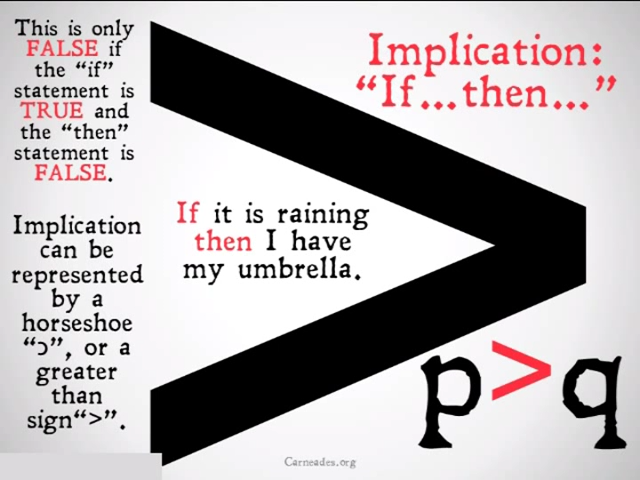 This is only
FALSE if
the “if”
statement is
TRUE and
the “then”
statement is
FALSE.
Implication
can be
represented
by a
horseshoe
“ɔ”, or a
greater
than
sign“>”.
Implication:
“If...then...”
If it is raining
then I have
my umbrella.
p>q
Carneades.org